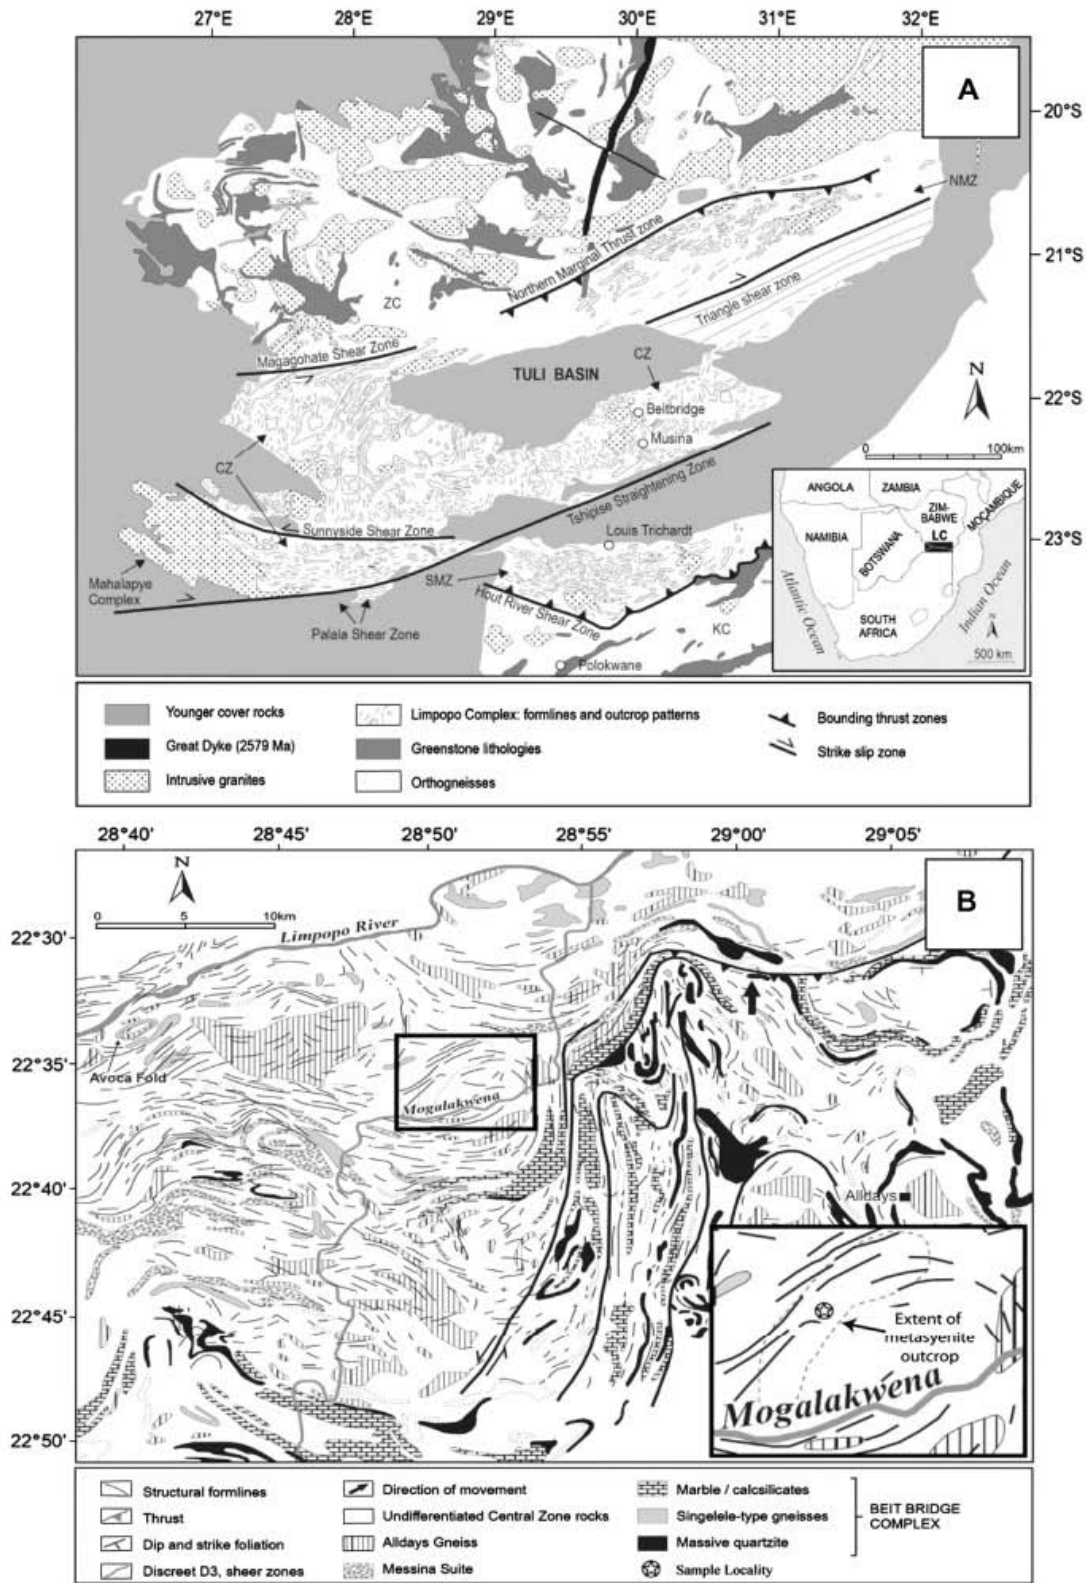 27°E 28°E 29°E 30°E 31°E 32°E
A
20°S
NMZ
Northern Marginal Thrust zone
21°S
ZC
Triangle shear zone
Magagohate Shear Zone
CZ
TULI BASIN
N
22°S
Beitbridge
Musina
0 100km
CZ
Tshipise Straightening Zone
Sunnyside Shear Zone
Louis Trichardt
23°S
Mahalapye
Complex
SMZ
Hout River Shear Zone
Palala Shear Zone
KC
Polokwane
ANGOLA ZAMBIA
MOÇAMBIQUE
ZIM-
BABWE
NAMIBIA
LC
BOTSWANA
Atlantic Ocean
Indian Ocean
SOUTH
AFRICA
N
500 km
Younger cover rocks
Limpopo Complex: formlines and outcrop patterns
Bounding thrust zones
Great Dyke (2579 Ma)
Greenstone lithologies
Strike slip zone
Intrusive granites
Orthogneisses
28°40' 28°45' 28°50' 28°55' 29°00' 29°05'
N
B
0 5 10km
22°30'
Limpopo River
22°35'
Avoca Fold
Mogalakwena
22°40'
Alldays
22°45'
Extent of
metasyenite
outcrop
Mogalakwena
22°50'
Structural formlines
Direction of movement
Marble / calcsilicates
Thrust
Undifferentiated Central Zone rocks
Singelele-type gneisses
BEIT BRIDGE
COMPLEX
Dip and strike foliation
Alldays Gneiss
Massive quartzite
Discreet D3, sheer zones
Messina Suite
Sample Locality